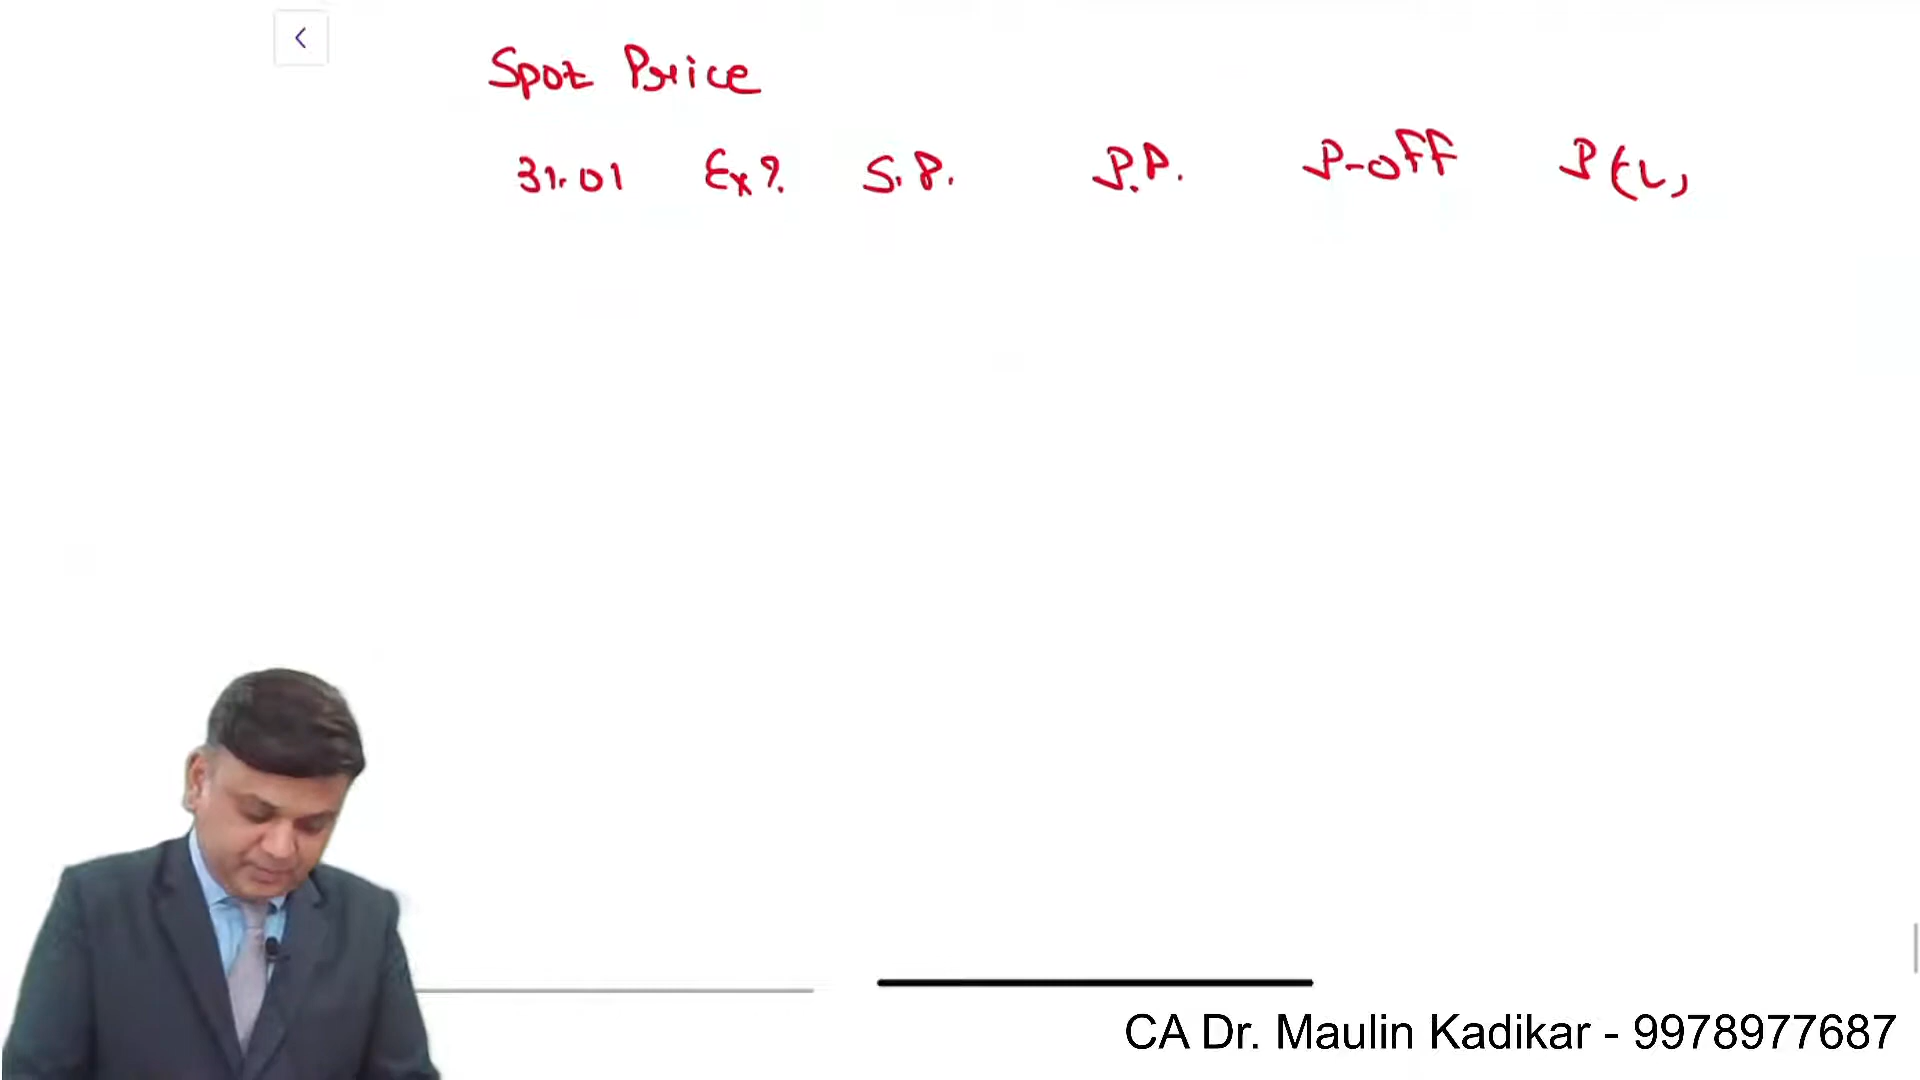 Spot Price
31.01 Ex? S.P. P.P. P-off P(L)
CA Dr. Maulin Kadikar - 9978977687